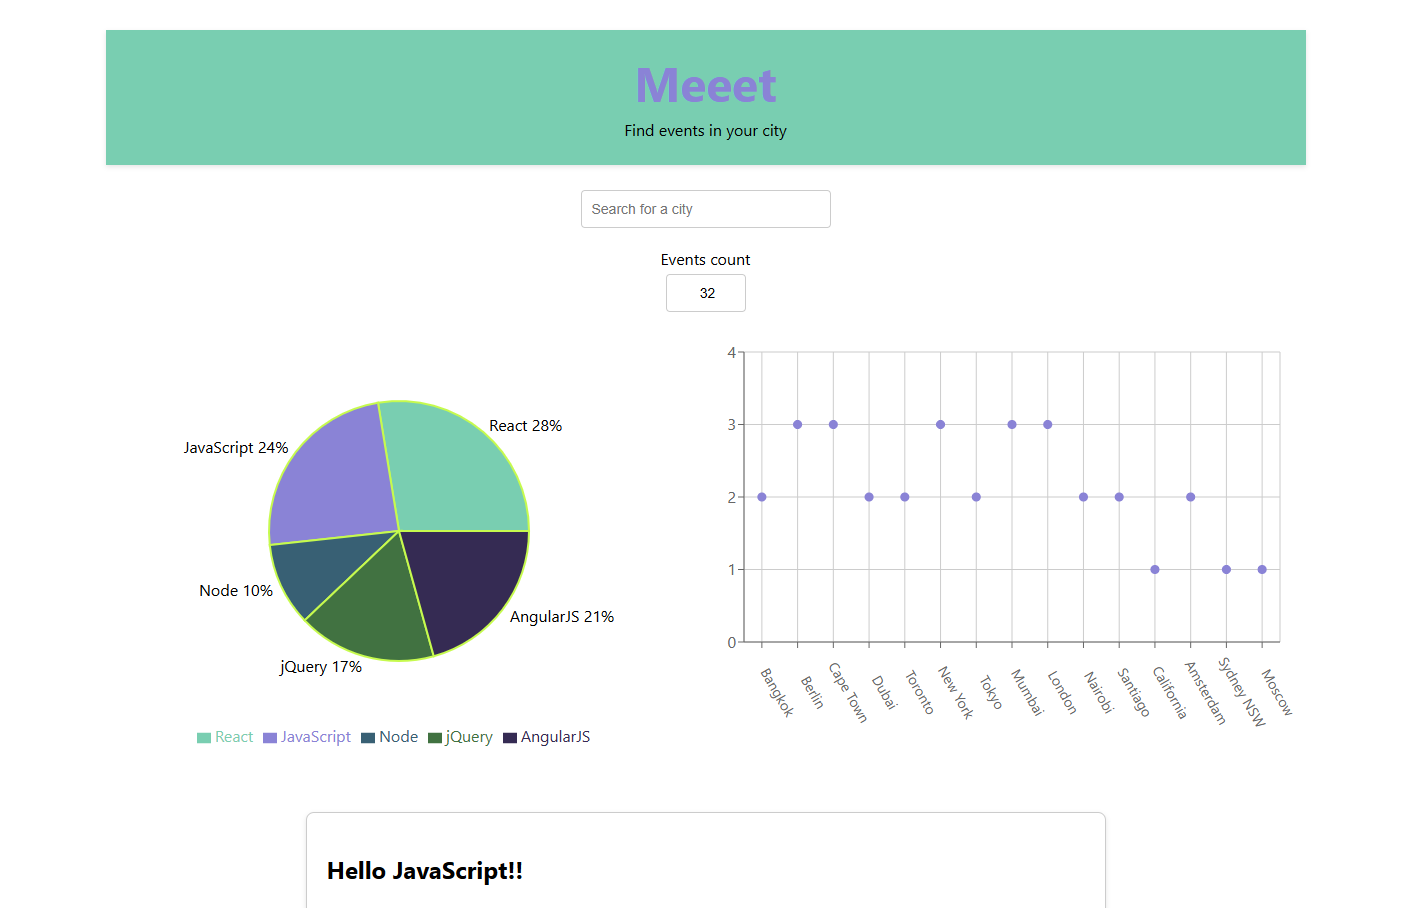 Meeet
Find events in your city
Search for a city
Events count
32
React 28%
JavaScript 24%
Node 10%
jQuery 17%
AngularJS 21%
React JavaScript Node jQuery AngularJS
4
3
2
1
0
Bangkok
Berlin
Cape Town
Dubai
Toronto
New York
Tokyo
Mumbai
London
Nairobi
Santiago
California
Amsterdam
Sydney NSW
Moscow
Hello JavaScript!!